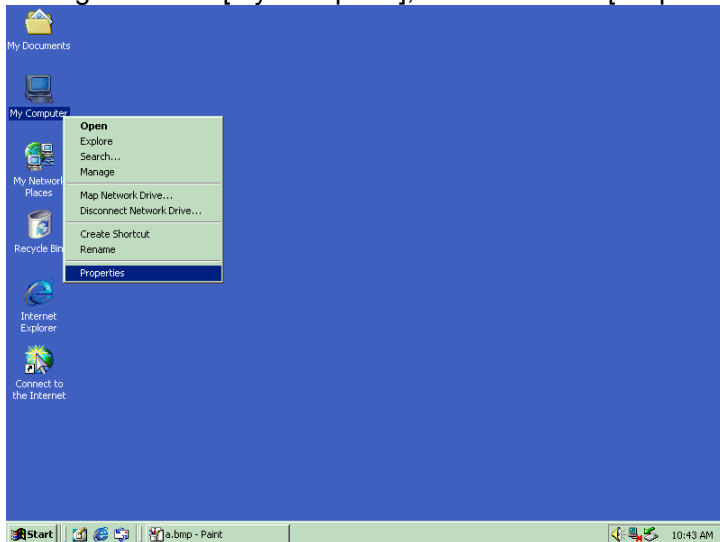 My Documents
My Computer
Open
Explore
Search...
Manage
Map Network Drive...
Disconnect Network Drive...
Create Shortcut
Rename
Properties
My Network
Places
Recycle Bin
Internet
Explorer
Connect to
the Internet
Start
a.bmp - Paint
10:43 AM